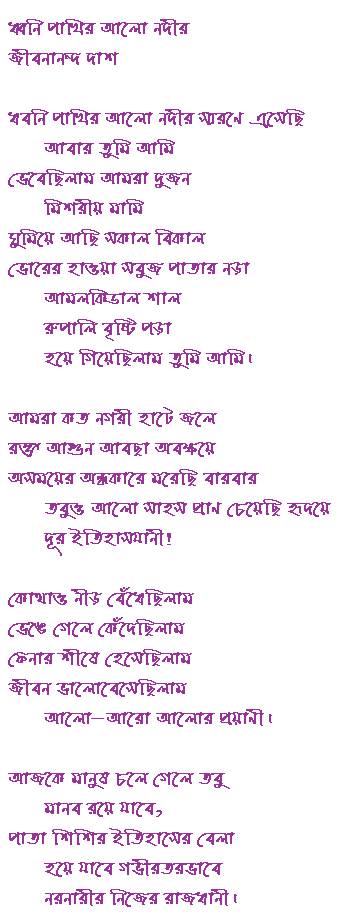 ধ্বনি পাখির আলো নদীর
জীবনানন্দ দাশ

ধ্বনি পাখির আলো নদীর স্মরণে এসেছি
আবার তুমি আমি
ভেবেছিলাম আমরা দুজন
মিশরীয় মামি
ঘুমিয়ে আছি সকাল বিকাল
ভোরের হাওয়া সবুজ পাতার নড়া
আমলকিডাল শাল
রুপালি বৃষ্টি পড়া
হয়ে গিয়েছিলাম তুমি আমি।

আমরা কত নগরী হাটে জলে
রক্ত আগুন আবছা অবক্ষয়ে
অসময়ের অন্ধকারে মরেছি বারবার
তবুও আলো সাহস প্রাণ চেয়েছি হৃদয়ে
দূর ইতিহাসযানী!

কোথাও নীড় বেঁধেছিলাম
ভেঙে গেলে কেঁদেছিলাম
ফেনার শীর্ষে হেসেছিলাম
জীবন ভালোবেসেছিলাম
আলো—আরো আলোর প্রয়াণী।

আজকে মানুষ চলে গেলে তবু
মানব রয়ে যাবে,
পাতা শিশির ইতিহাসের বেলা
হয়ে যাবে গভীরতরভাবে
নরনারীর নিজের রাজধানী।